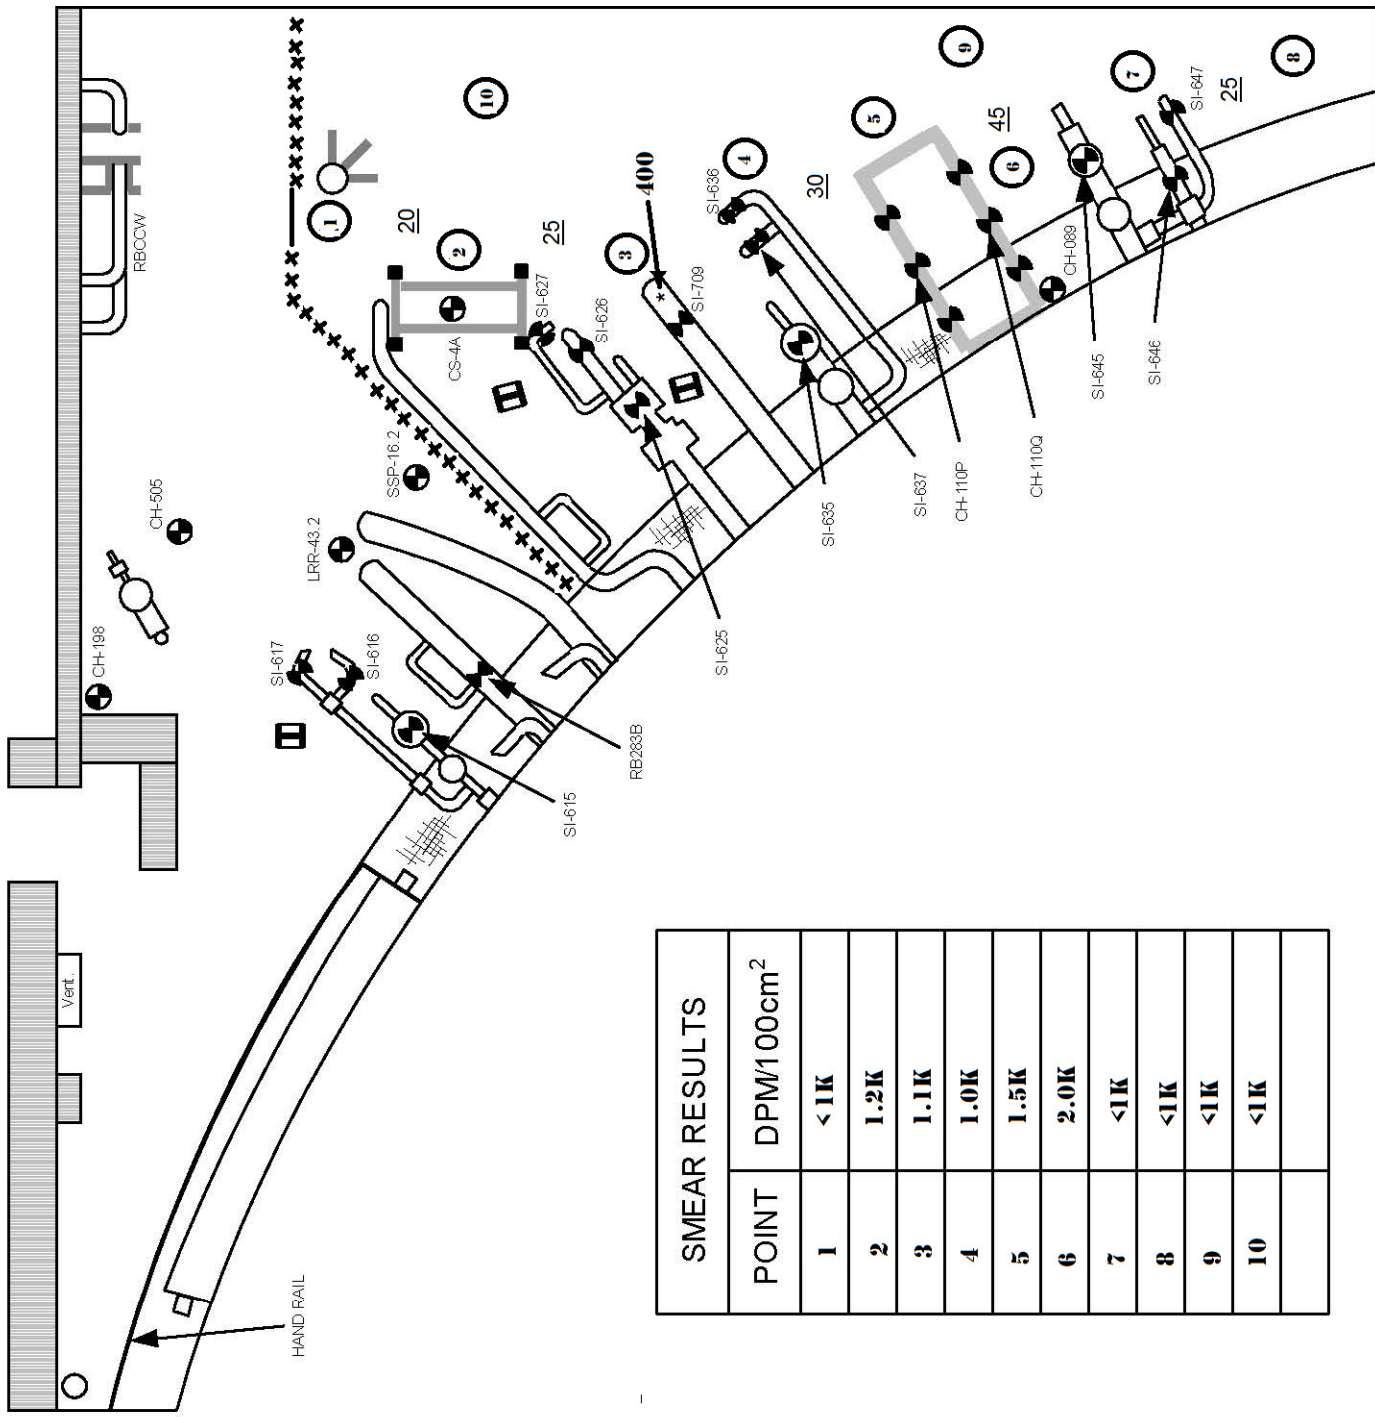 Vent.
CH-198
RBCCW
CH-505
SI-617
HAND RAIL
LRR-43.2
1
SI-616
SSP-16.2
20
CS-4A
2
10
SI-627
25
SI-615
SI-626
3
RB283B
400
*
SI-709
SI-636
SI-625
4
30
SI-635
5
SI-637
CH-110P
9
45
6
CH-110Q
CH-089
SI-645
7
SI-646
SI-647
25
8
SMEAR RESULTS
POINT DPM/100cm²
1 <1K
2 1.2K
3 1.1K
4 1.0K
5 1.5K
6 2.0K
7 <1K
8 <1K
9 <1K
10 <1K